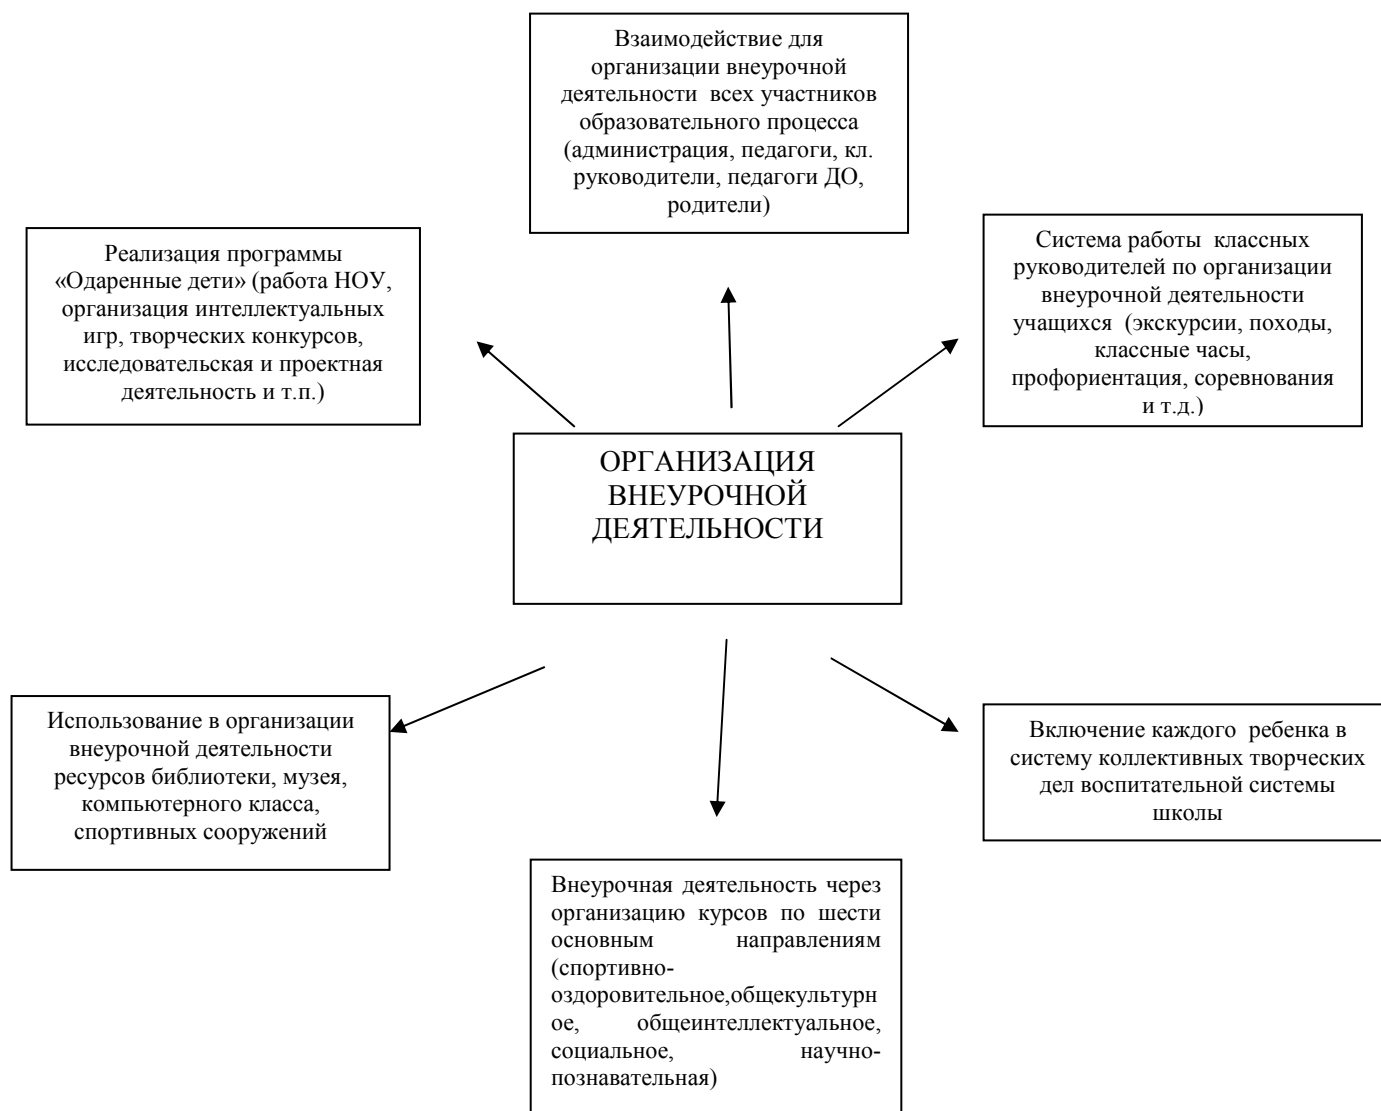 Взаимодействие для
организации внеурочной
деятельности всех участников
образовательного процесса
(администрация, педагоги, кл.
руководители, педагоги ДО,
родители)
Реализация программы
«Одаренные дети» (работа НОУ,
организация интеллектуальных
игр, творческих конкурсов,
исследовательская и проектная
деятельность и т.п.)
Система работы классных
руководителей по организации
внеурочной деятельности
учащихся (экскурсии, походы,
классные часы,
профориентация, соревнования
и т.д.)
ОРГАНИЗАЦИЯ
ВНЕУРОЧНОЙ
ДЕЯТЕЛЬНОСТИ
Использование в организации
внеурочной деятельности
ресурсов библиотеки, музея,
компьютерного класса,
спортивных сооружений
Включение каждого ребенка в
систему коллективных творческих
дел воспитательной системы
школы
Внеурочная деятельность через
организацию курсов по шести
основным направлениям
(спортивно-
оздоровительное,общекультурн
ое, общеинтеллектуальное,
социальное, научно-
познавательная)